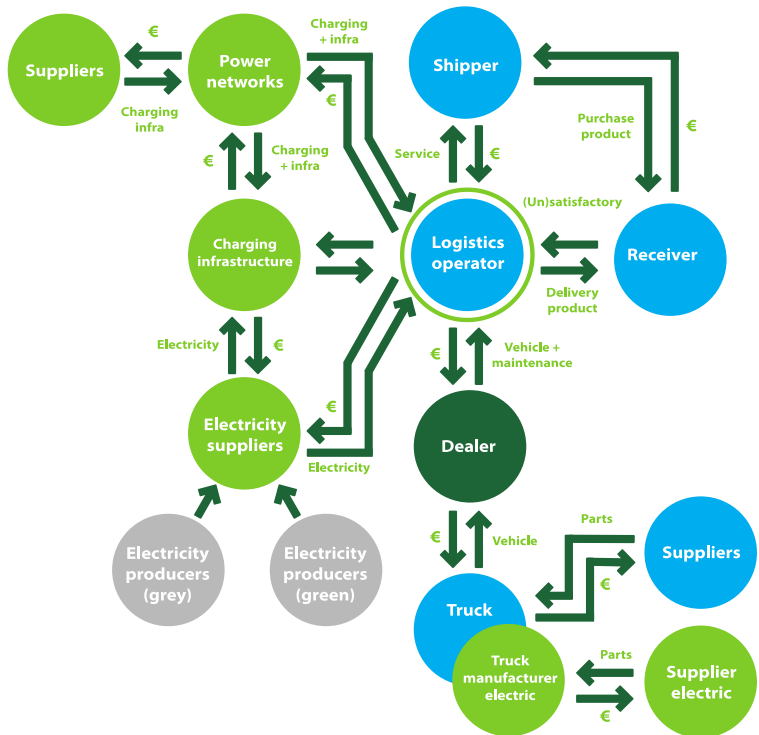 Charging
+ infra
€
Suppliers
Power
networks
Shipper
€
Charging
infra
Purchase
product
€
€
Charging
+ infra
Service
€
(Un)satisfactory
Charging
infrastructure
Logistics
operator
Receiver
Delivery
product
Electricity
€
€
Vehicle +
maintenance
€
Electricity
suppliers
Dealer
Electricity
Parts
€
Vehicle
Electricity
producers
(grey)
Electricity
producers
(green)
Suppliers
€
Truck
Parts
Truck
manufacturer
electric
Supplier
electric
€